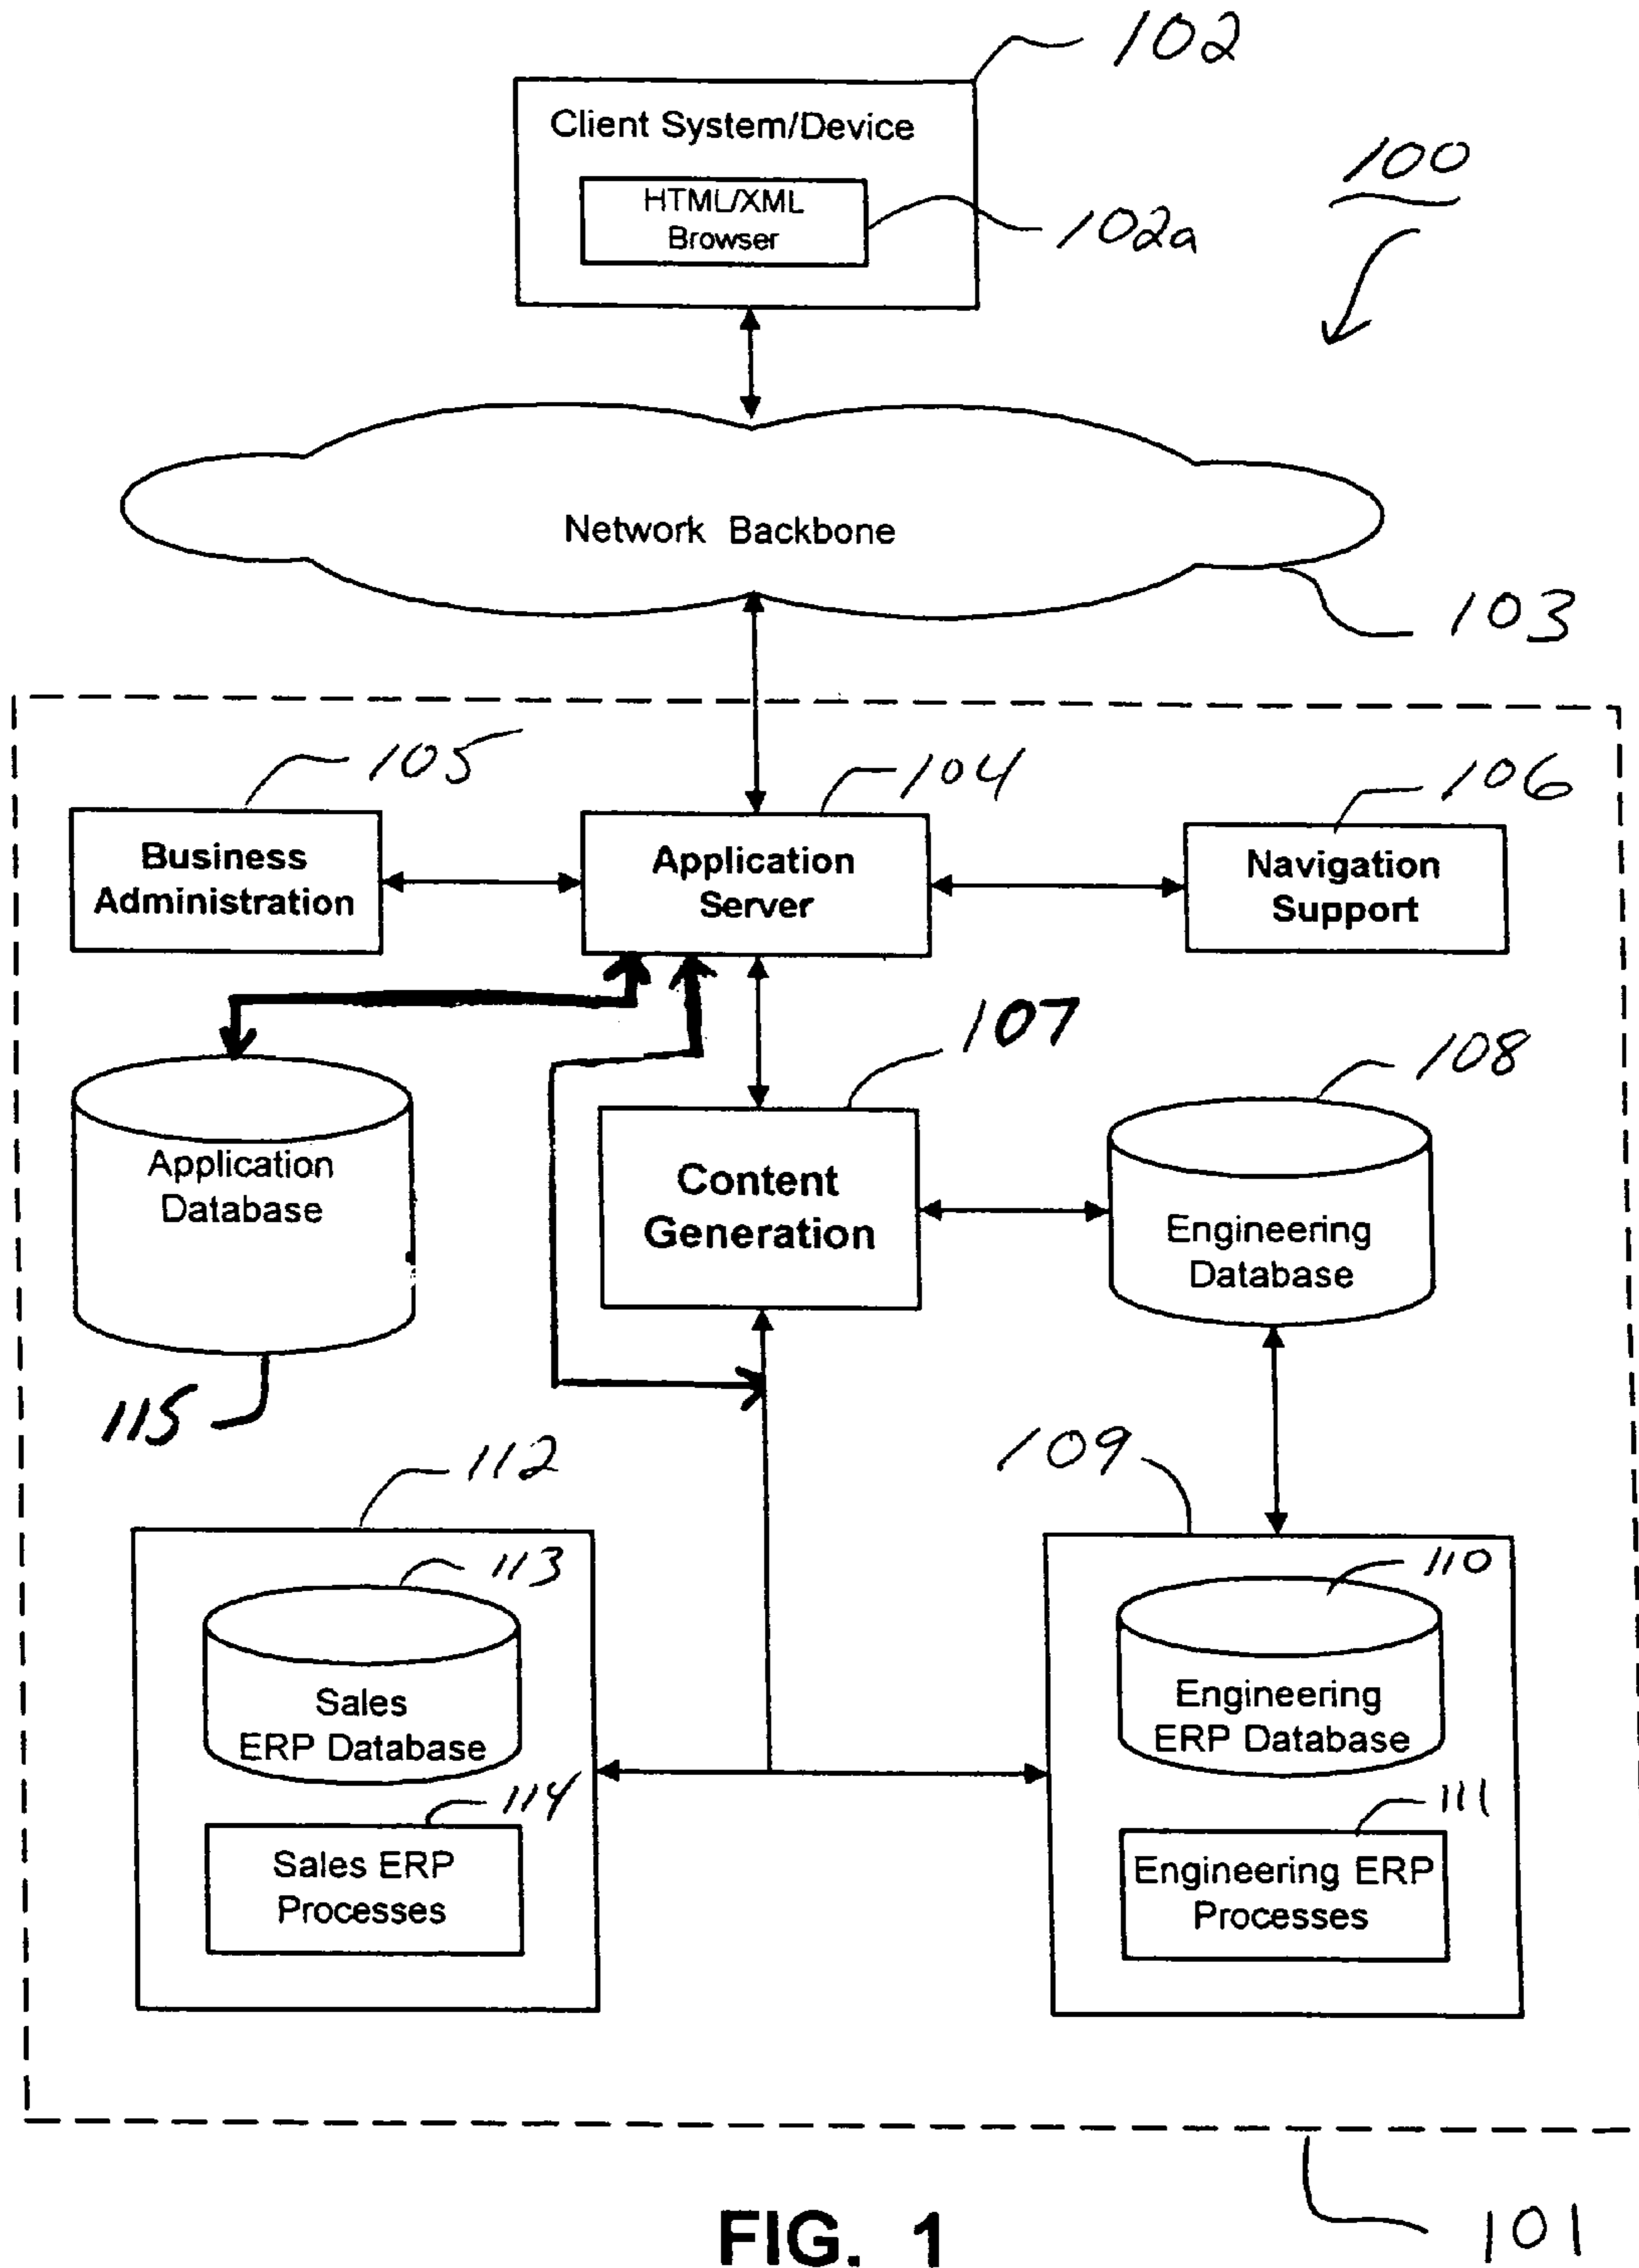 102
Client System/Device
100
HTML/XML
Browser
102a
Network Backbone
103
105
104
106
Business
Administration
Application
Server
Navigation
Support
107
108
Application
Database
Content
Generation
Engineering
Database
115
112
109
113
110
Sales
ERP Database
Engineering
ERP Database
114
111
Sales ERP
Processes
Engineering ERP
Processes
FIG. 1
101